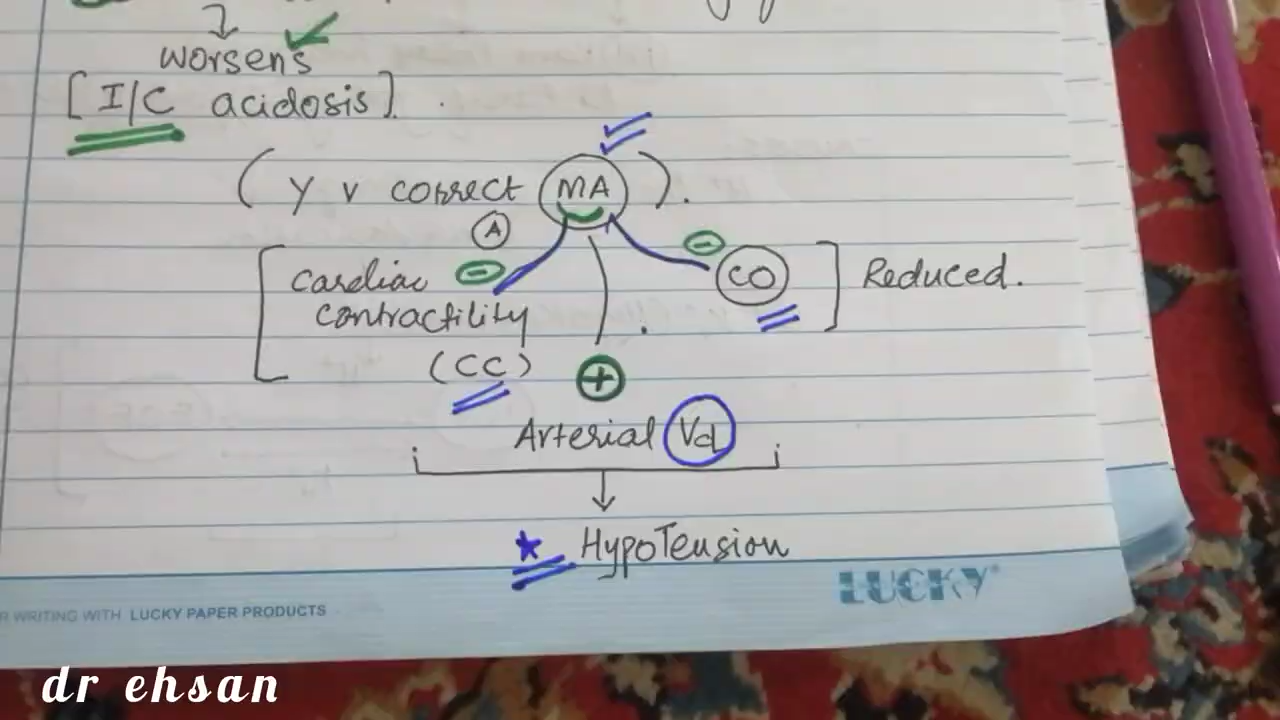 worsens
[I/C acidosis].
(Y v correct MA).
A
Cardiac - - CO Reduced.
contractility
(CC) +
Arterial Vd
HypoTension
LUCKY
R WRITING WITH LUCKY PAPER PRODUCTS
dr ehsan